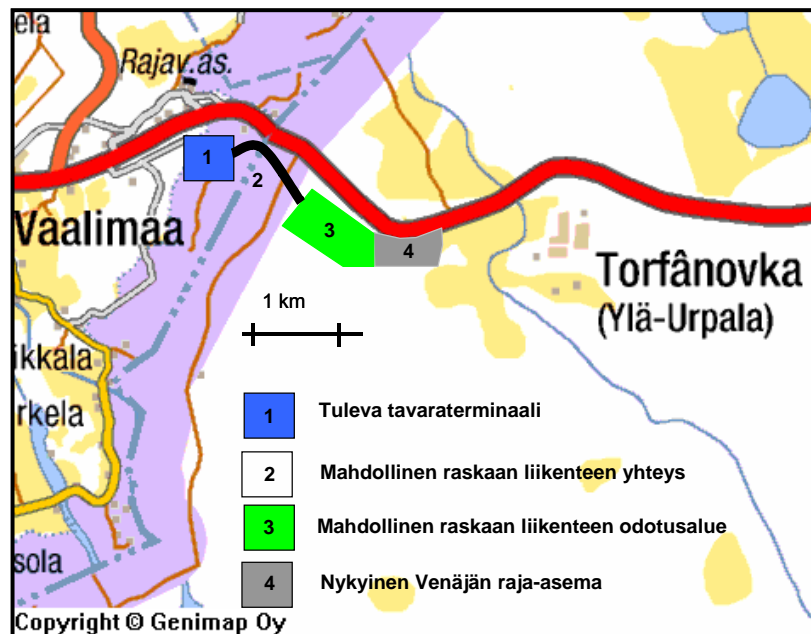 ela
Rajav.as.
1
2
Vaalimaa
3
4
Torfânovka
(Ylä-Urpala)
1 km
ikkala
rkela
1 Tuleva tavaraterminaali
2 Mahdollinen raskaan liikenteen yhteys
3 Mahdollinen raskaan liikenteen odotusalue
sola
4 Nykyinen Venäjän raja-asema
Copyright © Genimap Oy